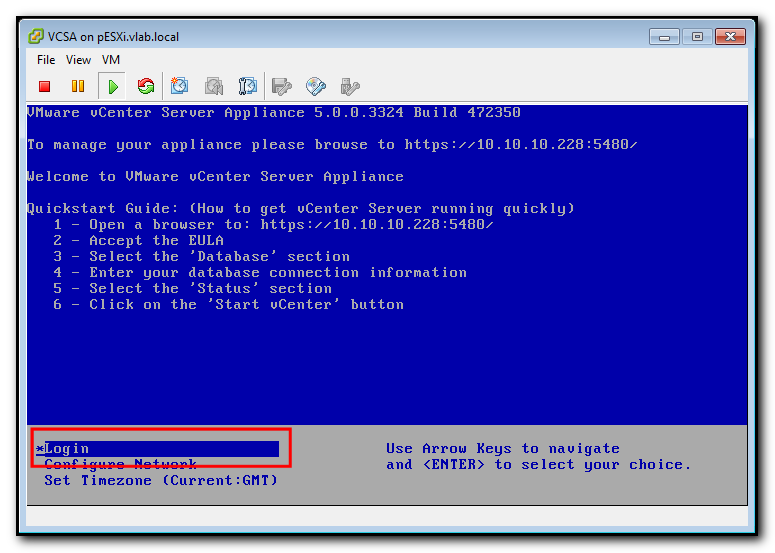 VCSA on pESXi.vlab.local
File View VM
VMware vCenter Server Appliance 5.0.0.3324 Build 472350
To manage your appliance please browse to https://10.10.10.228:5480/
Welcome to VMware vCenter Server Appliance
Quickstart Guide: (How to get vCenter Server running quickly)
1 - Open a browser to: https://10.10.10.228:5480/
2 - Accept the EULA
3 - Select the 'Database' section
4 - Enter your database connection information
5 - Select the 'Status' section
6 - Click on the 'Start vCenter' button
*Login
Use Arrow Keys to navigate
Configure Network
and <ENTER> to select your choice.
Set Timezone (Current:GMT)